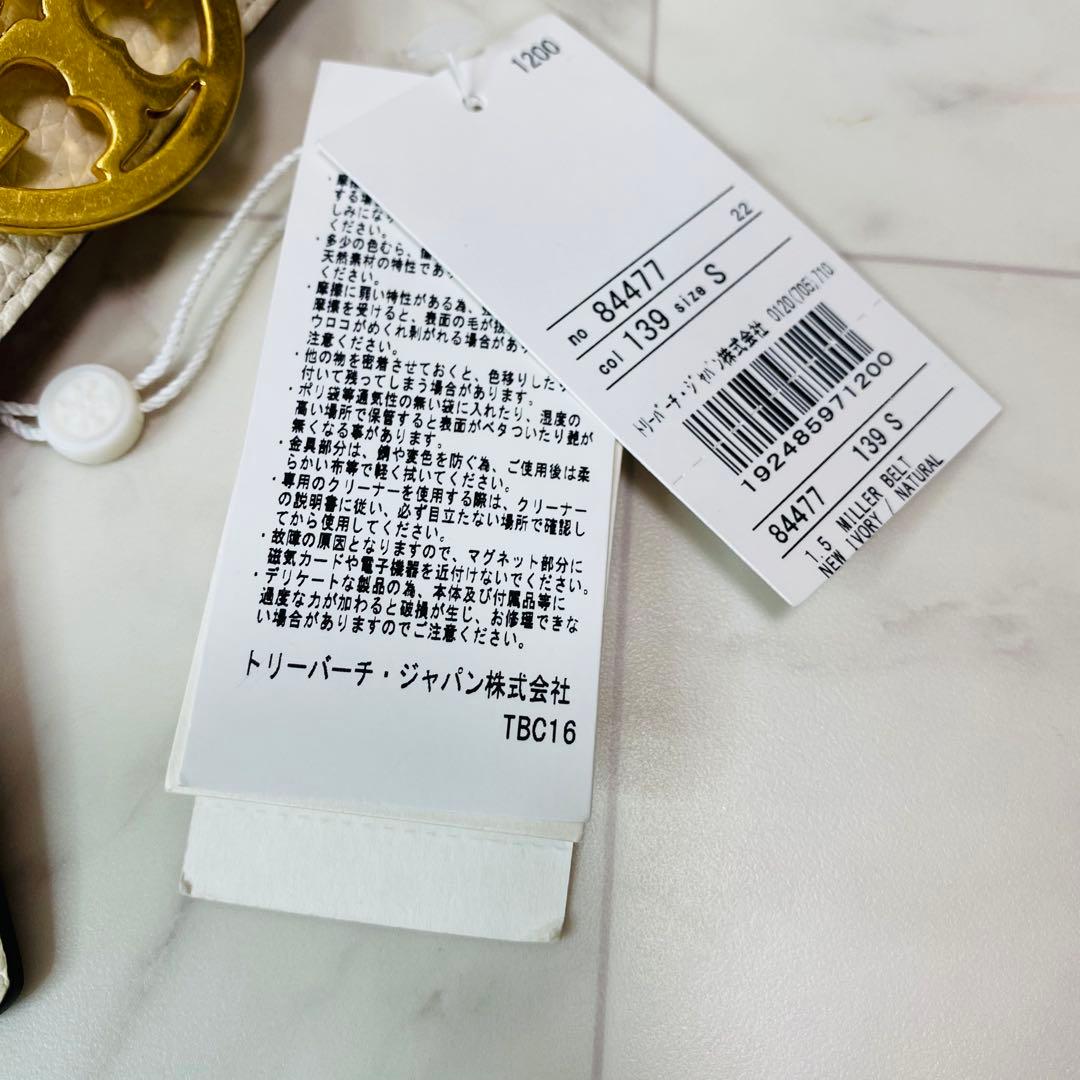 1200
22
no 84477
col 139 size S
トリーバーチ・ジャパン株式会社 0120(705)710
192485971200
84477 139 S
1.5 MILLER BELT
NEW IVORY / NATURAL
する場
しみにな
ください。
・多少の色むら、
天然素材の特性であ
ください。
・摩擦に弱い特性がある為、
摩擦を受けると、表面の毛が抜
ウロコがめくれ剥がれる場合があ
注意ください。
・他の物を密着させておくと、色移りした
付いて残ってしまう場合があります。
・ポリ袋等通気性の無い袋に入れたり、湿度の
高い場所で保管すると表面がベタついたり艶が
無くなる事があります。
・金具部分は、錆や変色を防ぐ為、ご使用後は柔
らかい布等で軽く拭いてください。
・専用のクリーナーを使用する際は、クリーナー
の説明書に従い、必ず目立たない場所で確認し
てから使用してください。
・故障の原因となりますので、マグネット部分に
磁気カードや電子機器を近付けないでください。
・デリケートな製品の為、本体及び付属品等に
過度な力が加わると破損が生じ、お修理できな
い場合がありますのでご注意ください。
トリーバーチ・ジャパン株式会社
TBC16